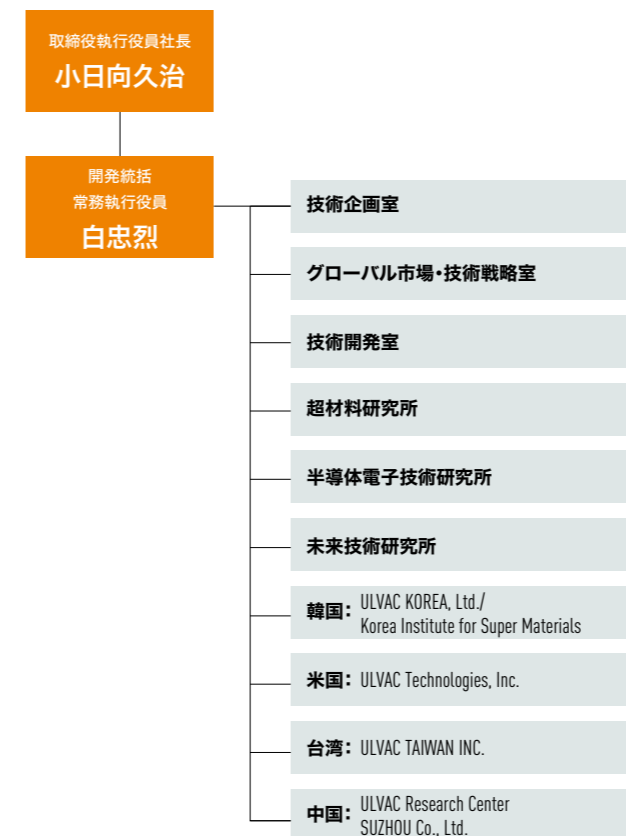 取締役執行役員社長
小日向久治
開発統括
常務執行役員
白忠烈
技術企画室
グローバル市場・技術戦略室
技術開発室
超材料研究所
半導体電子技術研究所
未来技術研究所
韓国： ULVAC KOREA, Ltd./
Korea Institute for Super Materials
米国： ULVAC Technologies, Inc.
台湾： ULVAC TAIWAN INC.
中国： ULVAC Research Center
SUZHOU Co., Ltd.